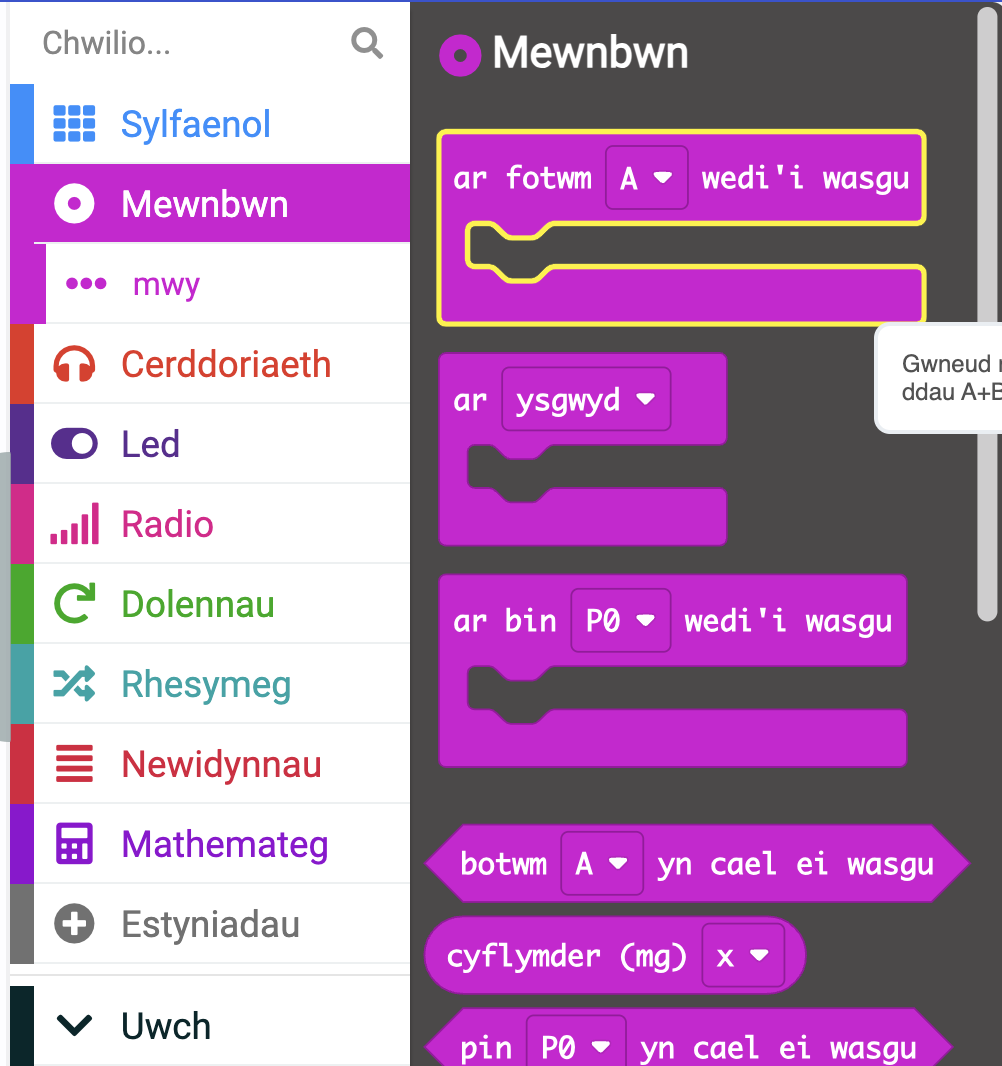 Chwilio...
Sylfaenol
Mewnbwn
mwy
Cerddoriaeth
Led
Radio
Dolennau
Rhesymeg
Newidynnau
Mathemateg
Estyniadau
Uwch
Mewnbwn
ar fotwm A wedi'i wasgu
Gwneud
ddau A+B
ar ysgwyd
ar bin P0 wedi'i wasgu
botwm A yn cael ei wasgu
cyflymder (mg) x
pin P0 yn cael ei wasgu